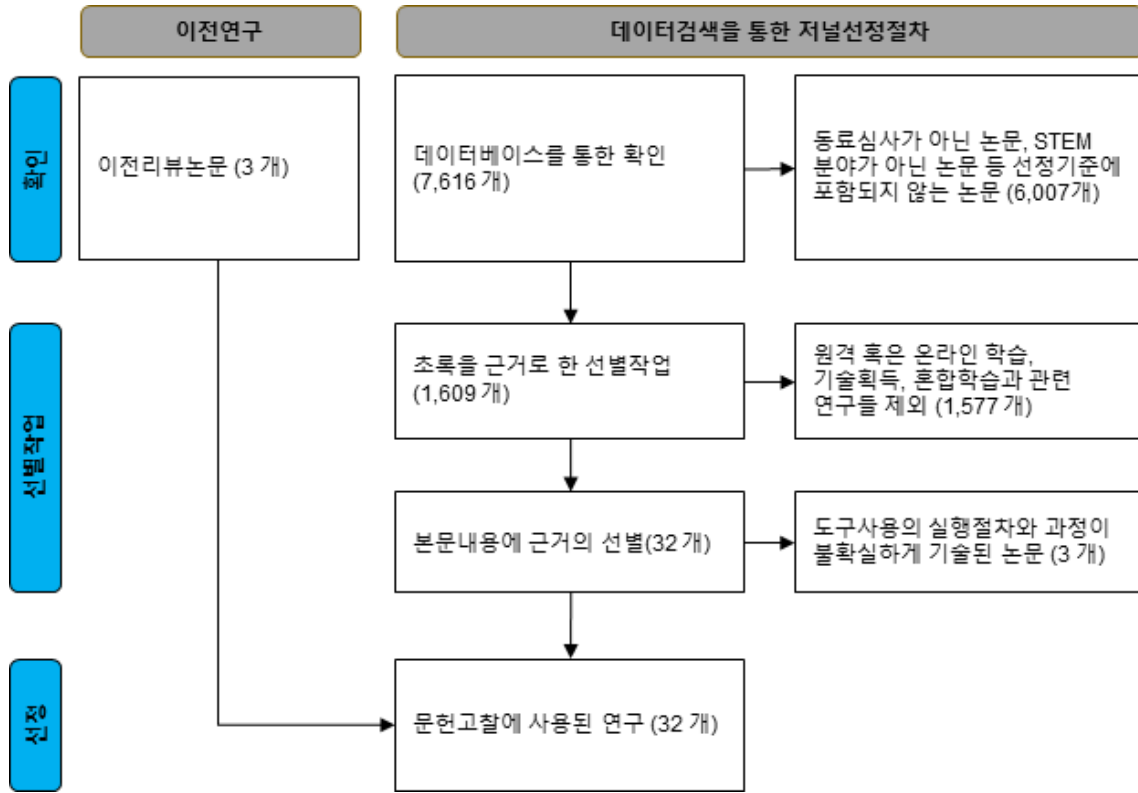 이전연구
데이터검색을 통한 저널선정절차
확인
이전리뷰논문 (3 개)
데이터베이스를 통한 확인
(7,616 개)
동료심사가 아닌 논문, STEM
분야가 아닌 논문 등 선정기준에
포함되지 않는 논문 (6,007개)
선별작업
초록을 근거로 한 선별작업
(1,609 개)
원격 혹은 온라인 학습,
기술획득, 혼합학습과 관련
연구들 제외 (1,577 개)
본문내용에 근거의 선별(32 개)
도구사용의 실행절차와 과정이
불확실하게 기술된 논문 (3 개)
선정
문헌고찰에 사용된 연구 (32 개)